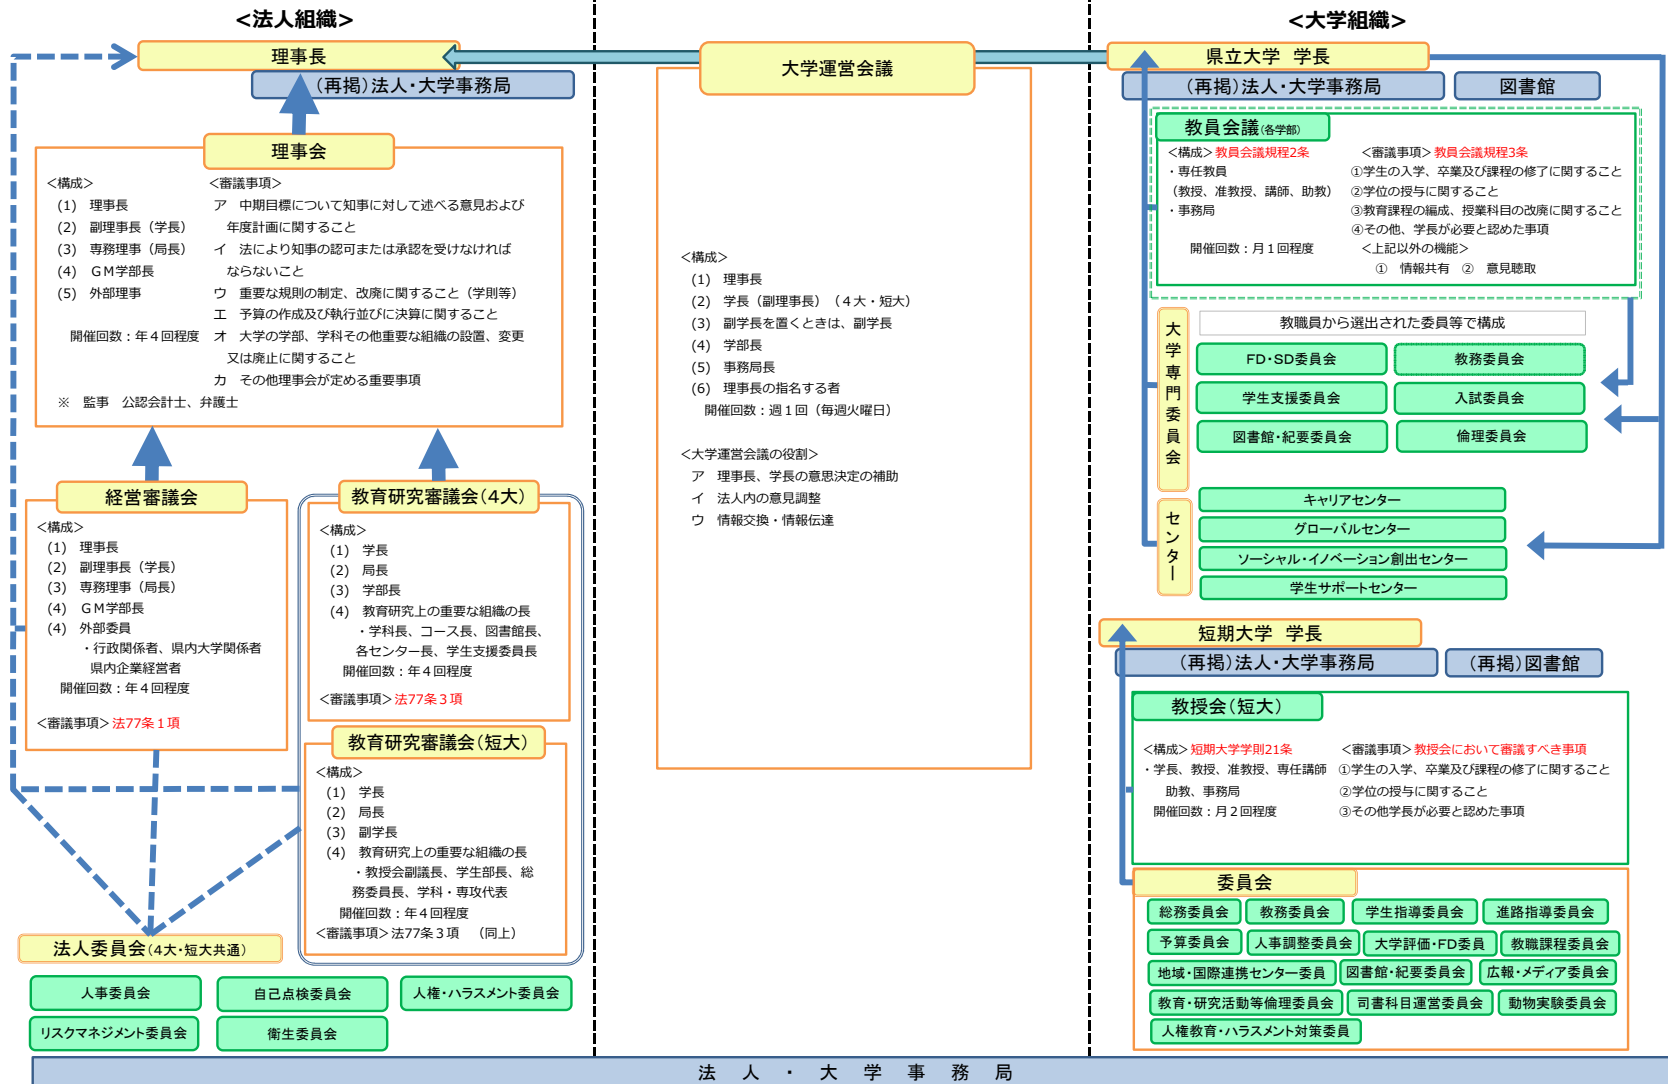 <法人組織>
理事長
(再掲)法人・大学事務局
理事会
<構成>
(1) 理事長
(2) 副理事長(学長)
(3) 専務理事(局長)
(4) GM学部長
(5) 外部理事
開催回数:年4回程度
※ 監事 公認会計士、弁護士
<審議事項>
ア 中期目標について知事に対して述べる意見および
年度計画に関すること
イ 法により知事の認可または承認を受けなければ
ならないこと
ウ 重要な規則の制定、改廃に関すること(学則等)
エ 予算の作成及び執行並びに決算に関すること
オ 大学の学部、学科その他重要な組織の設置、変更
又は廃止に関すること
カ その他理事会が定める重要事項
経営審議会
<構成>
(1) 理事長
(2) 副理事長(学長)
(3) 専務理事(局長)
(4) GM学部長
(4) 外部委員
・行政関係者、県内大学関係者
県内企業経営者
開催回数:年4回程度
<審議事項>法77条1項
教育研究審議会(4大)
<構成>
(1) 学長
(2) 局長
(3) 学部長
(4) 教育研究上の重要な組織の長
・学科長、コース長、図書館長、
各センター長、学生支援委員長
開催回数:年4回程度
<審議事項>法77条3項
教育研究審議会(短大)
<構成>
(1) 学長
(2) 局長
(3) 副学長
(4) 教育研究上の重要な組織の長
・教授会副議長、学生部長、総
務委員長、学科・専攻代表
開催回数:年4回程度
<審議事項>法77条3項 (同上)
法人委員会(4大・短大共通)
人事委員会
自己点検委員会
人権・ハラスメント委員会
リスクマネジメント委員会
衛生委員会
大学運営会議
<構成>
(1) 理事長
(2) 学長(副理事長)(4大・短大)
(3) 副学長を置くときは、副学長
(4) 学部長
(5) 事務局長
(6) 理事長の指名する者
開催回数:週1回(毎週火曜日)
<大学運営会議の役割>
ア 理事長、学長の意思決定の補助
イ 法人内の意見調整
ウ 情報交換・情報伝達
<大学組織>
県立大学 学長
(再掲)法人・大学事務局
図書館
教員会議(各学部)
<構成>教員会議規程2条
・専任教員
(教授、准教授、講師、助教)
・事務局
開催回数:月1回程度
<審議事項>教員会議規程3条
①学生の入学、卒業及び課程の修了に関すること
②学位の授与に関すること
③教育課程の編成、授業科目の改廃に関すること
④その他、学長が必要と認めた事項
<上記以外の機能>
① 情報共有 ② 意見聴取
大学専門委員会
教職員から選出された委員等で構成
FD・SD委員会
教務委員会
学生支援委員会
入試委員会
図書館・紀要委員会
倫理委員会
センター
キャリアセンター
グローバルセンター
ソーシャル・イノベーション創出センター
学生サポートセンター
短期大学 学長
(再掲)法人・大学事務局
(再掲)図書館
教授会(短大)
<構成>短期大学学則21条
・学長、教授、准教授、専任講師
助教、事務局
開催回数:月2回程度
<審議事項>教授会において審議すべき事項
①学生の入学、卒業及び課程の修了に関すること
②学位の授与に関すること
③その他学長が必要と認めた事項
委員会
総務委員会
教務委員会
学生指導委員会
進路指導委員会
予算委員会
人事調整委員会
大学評価・FD委員
教職課程委員会
地域・国際連携センター委員
図書館・紀要委員会
広報・メディア委員会
教育・研究活動等倫理委員会
司書科目運営委員会
動物実験委員会
人権教育・ハラスメント対策委員
法人・大学事務局